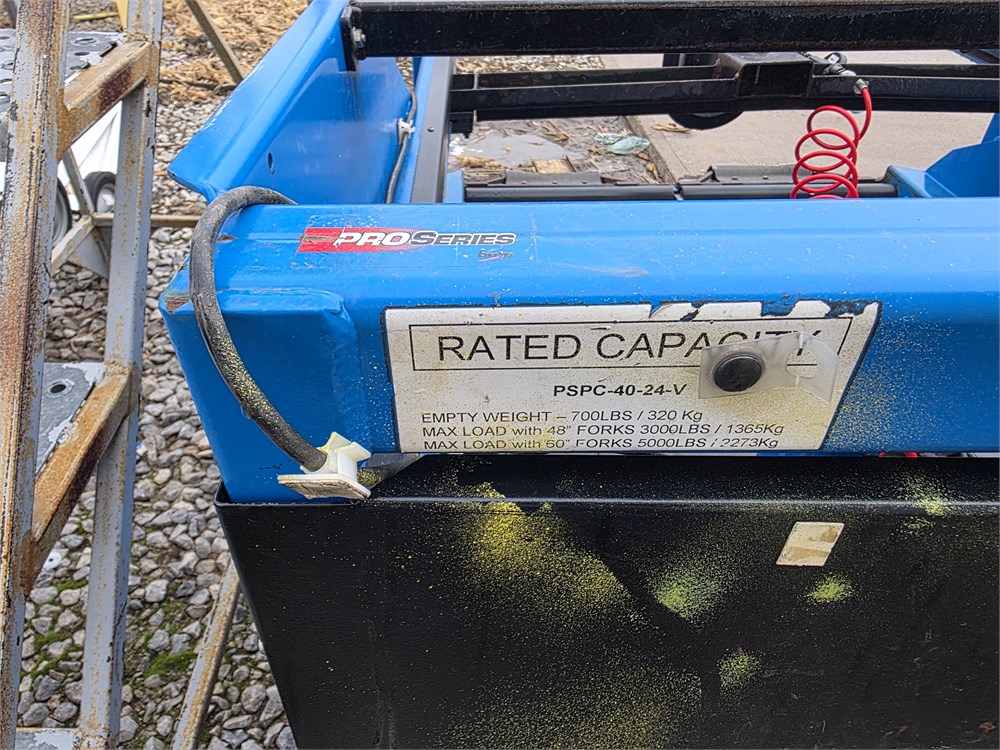 PROSERIES
RATED CAPACITY
PSPC-40-24-V
EMPTY WEIGHT – 700LBS / 320 Kg
MAX LOAD with 48" FORKS 3000LBS / 1365Kg
MAX LOAD with 60" FORKS 5000LBS / 2273Kg